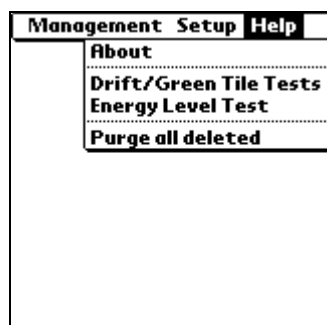 Management Setup Help
About
Drift/Green Tile Tests
Energy Level Test
Purge all deleted